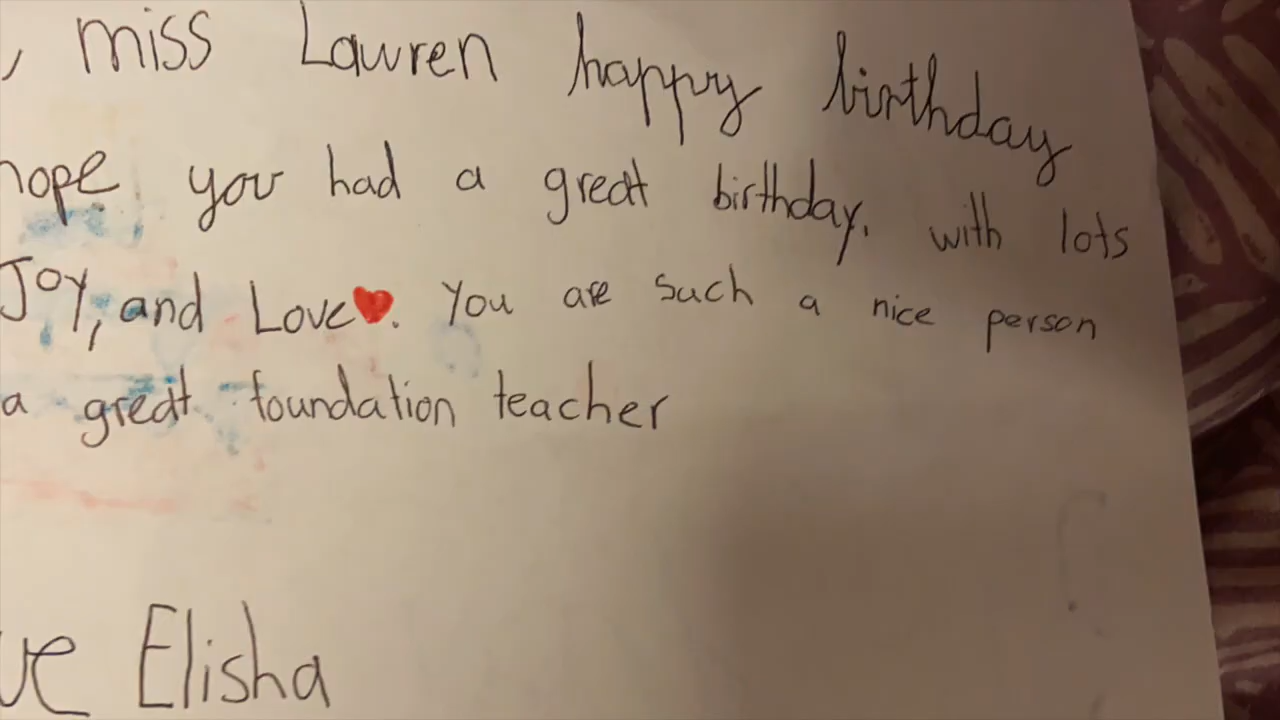 , miss Lauren happy birthday
hope you had a great birthday. with lots
Joy, and Love❤. You are such a nice person
a great foundation teacher
ve Elisha